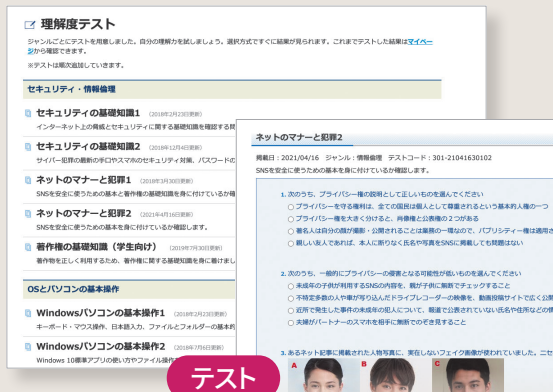 理解度テスト
ジャンルごとにテストを用意しました。自分の理解力を試しましょう。選択方式ですぐに結果が見られます。これまでテストした結果はマイペー
ジから確認できます。
※テストは順次追加していきます。
セキュリティ・情報倫理
セキュリティの基礎知識1 （2018年2月23日更新）
インターネット上の脅威とセキュリティに関する基礎知識を確認する問
セキュリティの基礎知識2 （2018年12月4日更新）
サイバー犯罪の最新の手口やスマホのセキュリティ対策、パスワードの
ネットのマナーと犯罪1 （2018年3月30日更新）
SNSを安全に使うための基本と著作権の基礎知識を身に付けているか確
ネットのマナーと犯罪2 （2021年4月16日更新）
SNSを安全に使うための基本が身に付いているか確認します。
著作権の基礎知識（学生向け） （2019年7月30日更新）
著作物を正しく利用するため、著作権に関する基礎知識を身に着けまし
OSとパソコンの基本操作
Windowsパソコンの基本操作1 （2018年2月23日更新）
キーボード・マウス操作、日本語入力、ファイルとフォルダーの基本的
Windowsパソコンの基本操作2 （2018年7月6日更新）
Windows 10標準アプリの使い方やファイル操作
ネットのマナーと犯罪2
掲載日：2021/04/16 ジャンル：情報倫理 テストコード：301-21041630102
SNSを安全に使うための基本が身に付いているか確認します。
1. 次のうち、プライバシー権の説明として正しいものを選んでください
プライバシーを守る権利は、全ての国民は個人として尊重されるという基本的人権の一つ
プライバシー権を大きく分けると、肖像権と公表権の２つがある
著名人は自分の顔が撮影・公開されることは業務の一環なので、パブリシティー権は適用さ
親しい友人であれば、本人に断りなく氏名や写真をSNSに掲載しても問題はない
2. 次のうち、一般的にプライバシーの侵害となる可能性が低いものを選んでください
未成年の子供が利用するSNSの内容を、親が子供に無断でチェックすること
不特定多数の人や車が写り込んだドライブレコーダーの映像を、動画投稿サイトで広く公開
近所で発生した事件の未成年の犯人について、報道で公表されていない氏名や住所などの情
夫婦がパートナーのスマホを相手に無断でのぞき見すること
3. あるネット記事に掲載された人物写真に、実在しないフェイク画像が使われていました。ニセ
A B C
テスト